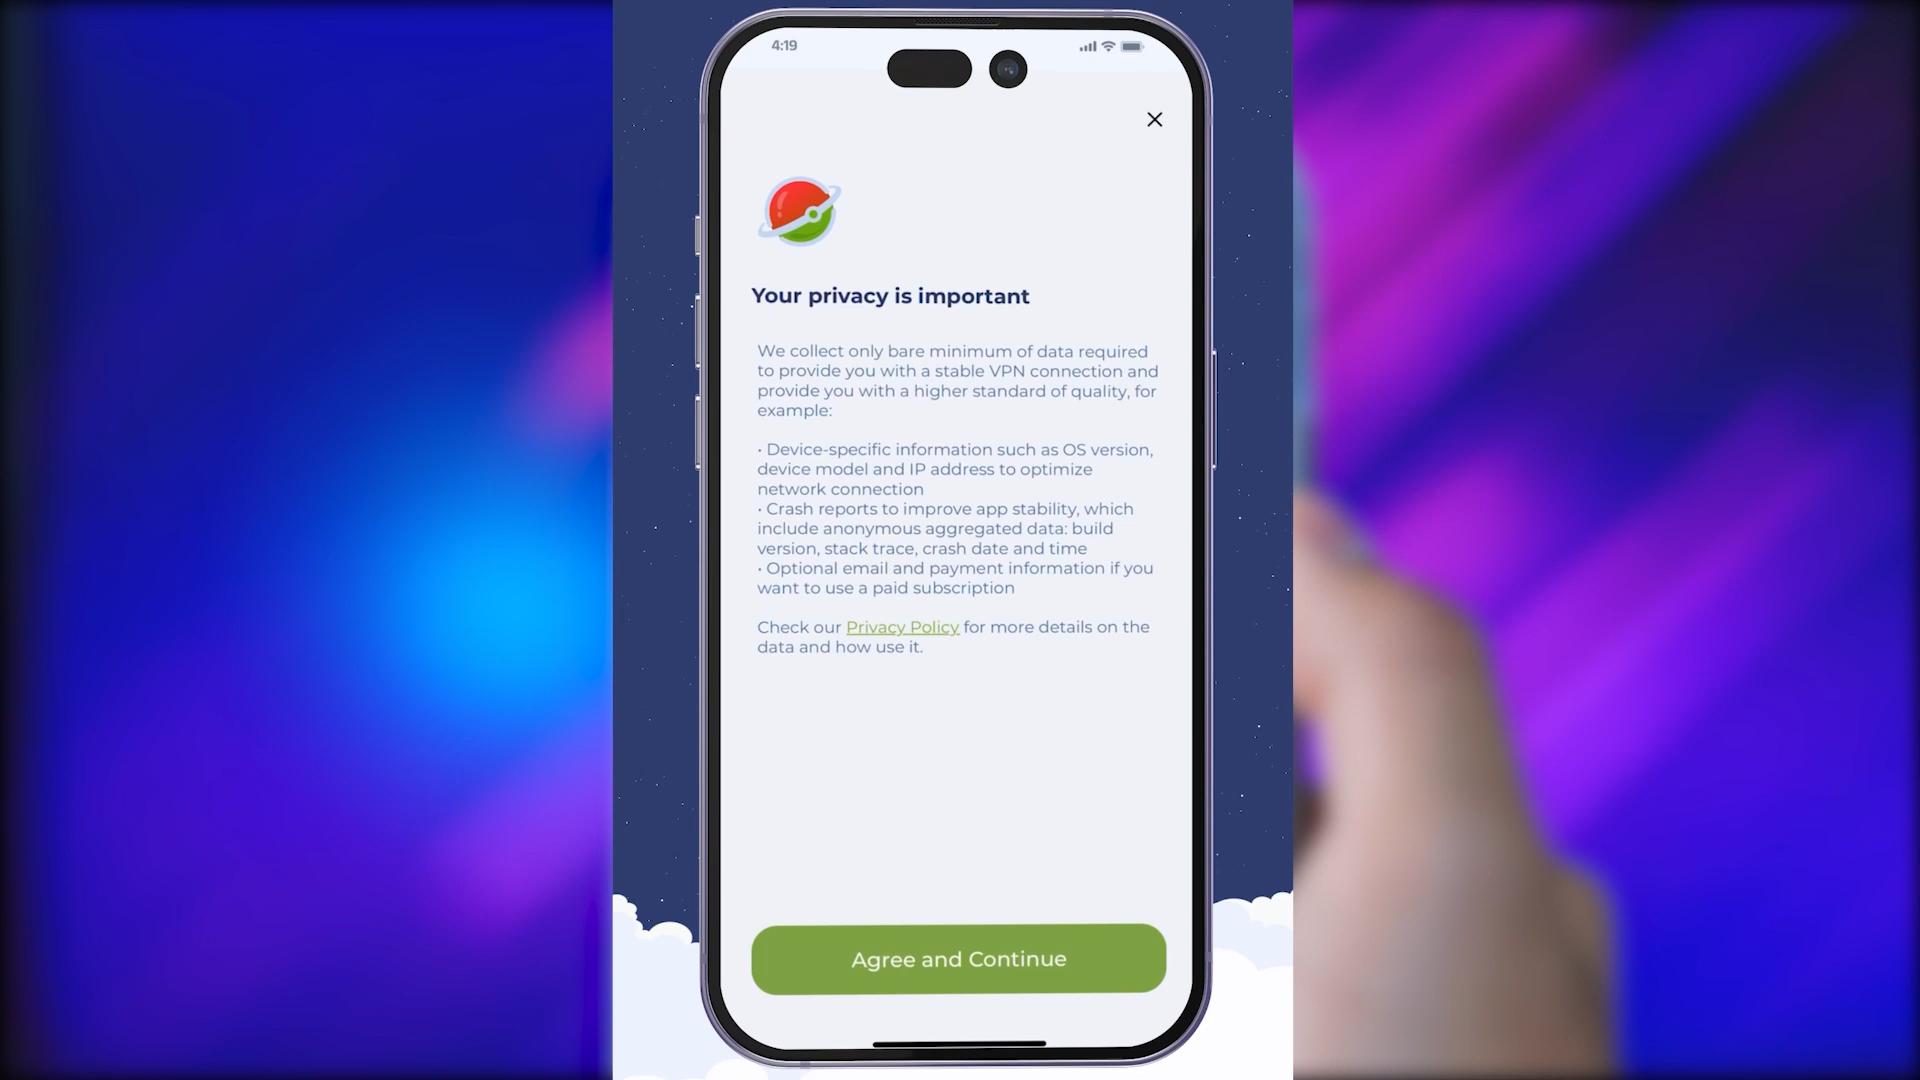 4:19
Your privacy is important
We collect only bare minimum of data required
to provide you with a stable VPN connection and
provide you with a higher standard of quality, for
example:
• Device-specific information such as OS version,
device model and IP address to optimize
network connection
• Crash reports to improve app stability, which
include anonymous aggregated data: build
version, stack trace, crash date and time
• Optional email and payment information if you
want to use a paid subscription
Check our Privacy Policy for more details on the
data and how use it.
Agree and Continue